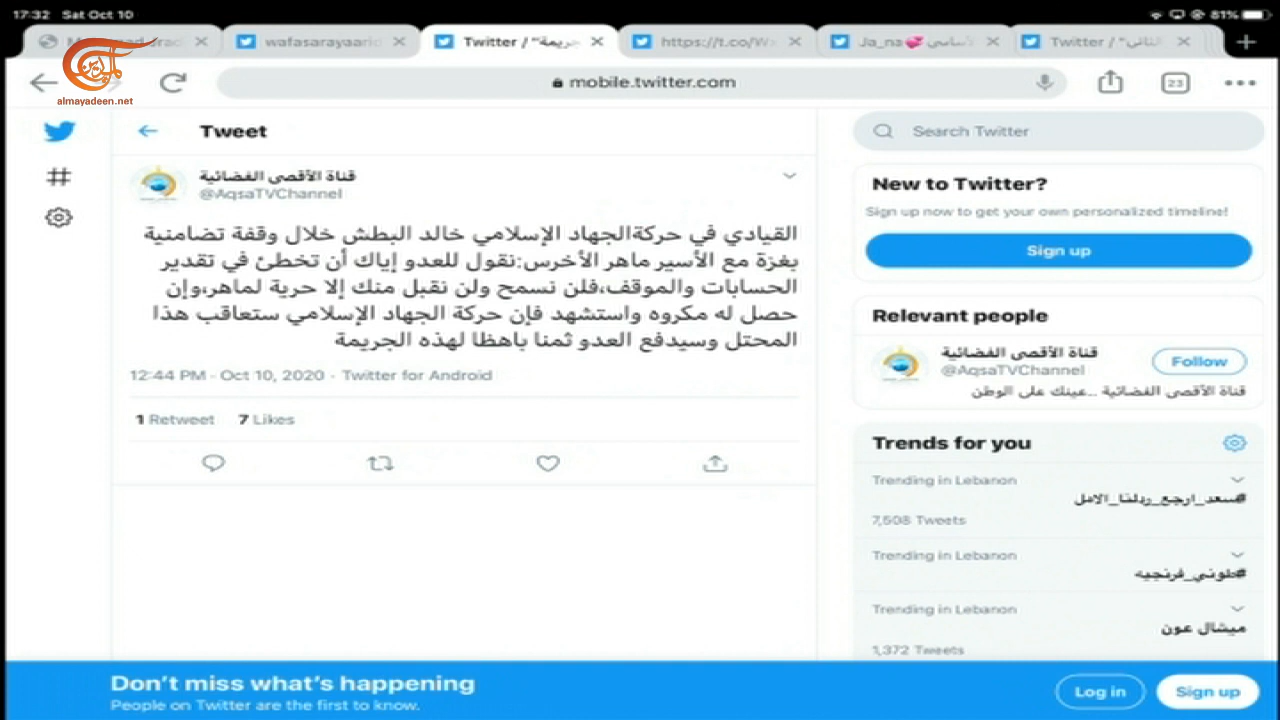 17:32 Sat Oct 10
81%
wafasarayaarid
Twitter / "جريمة
https://t.co/W
Ja_na💞 أساسي
Twitter / "الثاني
almayadeen.net
mobile.twitter.com
23
Tweet
قناة الأقصى الفضائية
@AqsaTVChannel
القيادي في حركةالجهاد الإسلامي خالد البطش خلال وقفة تضامنية
بغزة مع الأسير ماهر الأخرس:نقول للعدو إياك أن تخطئ في تقدير
الحسابات والموقف،فلن نسمح ولن نقبل منك إلا حرية لماهر،وإن
حصل له مكروه واستشهد فإن حركة الجهاد الإسلامي ستعاقب هذا
المحتل وسيدفع العدو ثمنا باهظا لهذه الجريمة
12:44 PM · Oct 10, 2020 · Twitter for Android
1 Retweet 7 Likes
Search Twitter
New to Twitter?
Sign up now to get your own personalized timeline!
Sign up
Relevant people
قناة الأقصى الفضائية
@AqsaTVChannel
Follow
قناة الأقصى الفضائية ..عينك على الوطن
Trends for you
Trending in Lebanon
#سعد_ارجع_ردلنا_الامل
7,508 Tweets
Trending in Lebanon
#طوني_فرنجيه
Trending in Lebanon
ميشال عون
1,372 Tweets
Don't miss what's happening
People on Twitter are the first to know.
Log in
Sign up